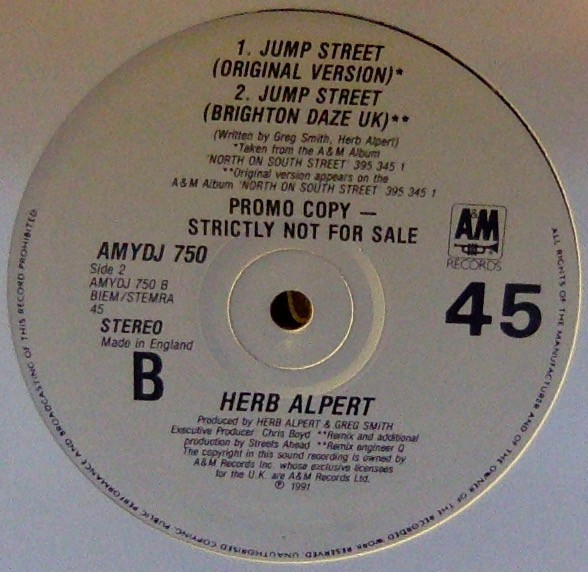 1. JUMP STREET
(ORIGINAL VERSION)*
2. JUMP STREET
(BRIGHTON DAZE UK)**
(Written by Greg Smith, Herb Alpert)
*Taken from the A&M Album
'NORTH ON SOUTH STREET' 395 345 1
**Original version appears on the
A&M Album 'NORTH ON SOUTH STREET' 395 345 1
PROMO COPY —
STRICTLY NOT FOR SALE
A&M
RECORDS
AMYDJ 750
Side 2
AMYDJ 750 B
BIEM/STEMRA
45
45
STEREO
Made in England
B
HERB ALPERT
Produced by HERB ALPERT & GREG SMITH
Executive Producer: Chris Boyd **Remix and additional
production by Streets Ahead **Remix engineer Q
The copyright in this sound recording is owned by
A&M Records Inc. whose exclusive licensees
for the U.K. are A&M Records Ltd.
℗ 1991
ALL RIGHTS OF THE MANUFACTURER AND OF THE OWNER OF THE RECORDED WORK RESERVED. UNAUTHORISED COPYING, PUBLIC PERFORMANCE AND BROADCASTING OF THIS RECORD PROHIBITED